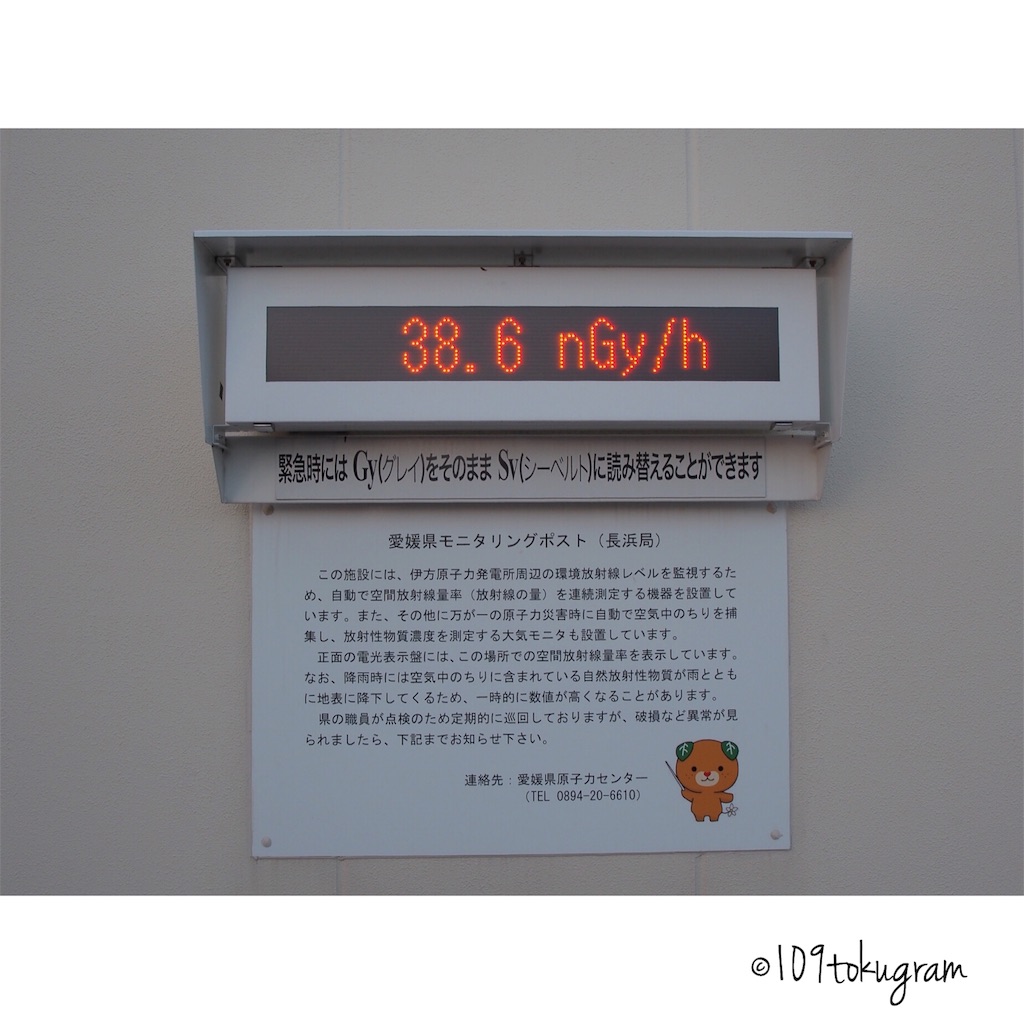 38.6 nGy/h
緊急時には Gy(グレイ)をそのまま Sv(シーベルト)に読み替えることができます
愛媛県モニタリングポスト（長浜局）
この施設には、伊方原子力発電所周辺の環境放射線レベルを監視するた
め、自動で空間放射線量率（放射線の量）を連続測定する機器を設置して
います。また、その他に万が一の原子力災害時に自動で空気中のちりを捕
集し、放射性物質濃度を測定する大気モニタも設置しています。
正面の電光表示盤には、この場所での空間放射線量率を表示しています。
なお、降雨時には空気中のちりに含まれている自然放射性物質が雨ととも
に地表に降下してくるため、一時的に数値が高くなることがあります。
県の職員が点検のため定期的に巡回しておりますが、破損など異常が見
られましたら、下記までお知らせ下さい。
連絡先：愛媛県原子力センター
（TEL 0894-20-6610）
©109tokugram